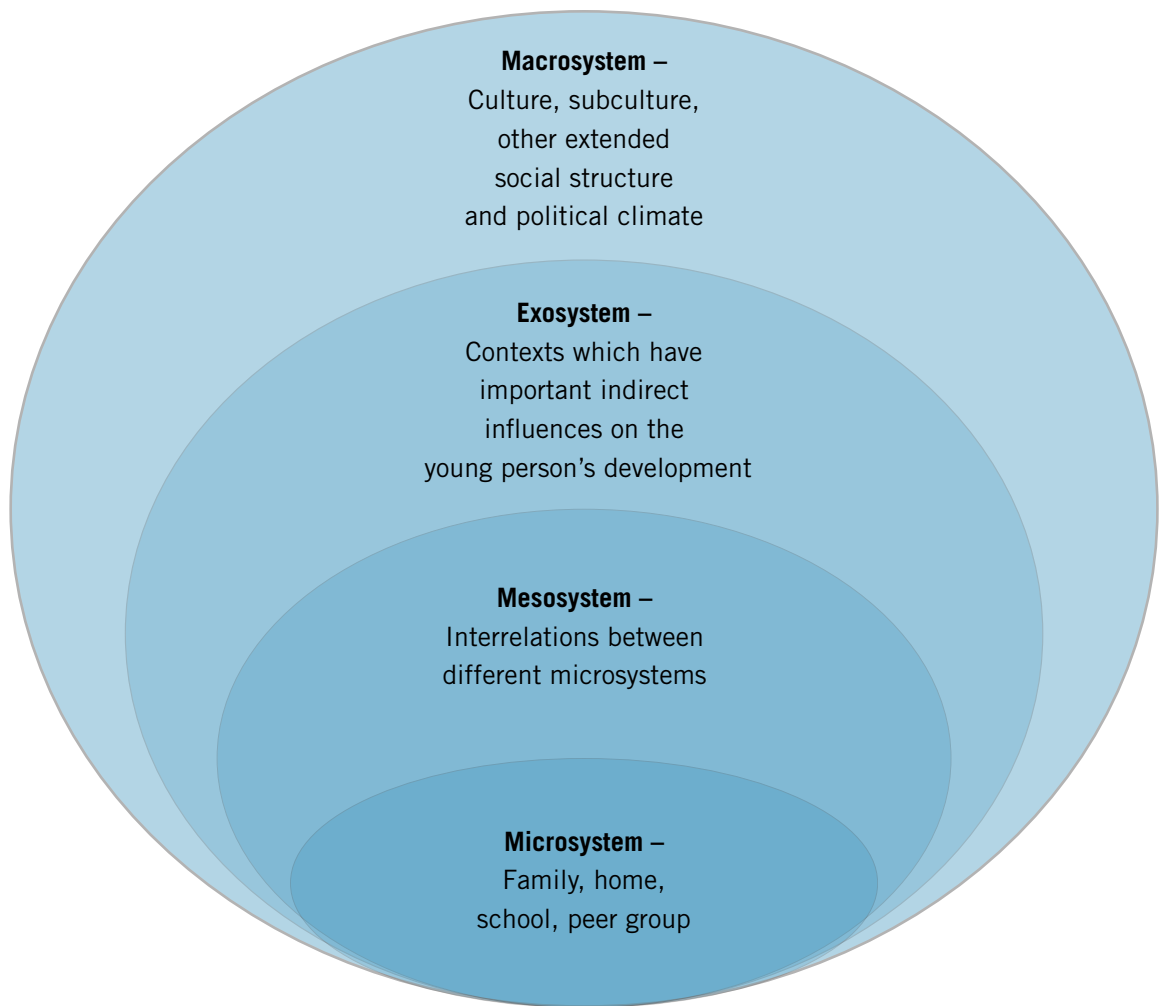 Macrosystem –
Culture, subculture,
other extended
social structure
and political climate
Exosystem –
Contexts which have
important indirect
influences on the
young person’s development
Mesosystem –
Interrelations between
different microsystems
Microsystem –
Family, home,
school, peer group